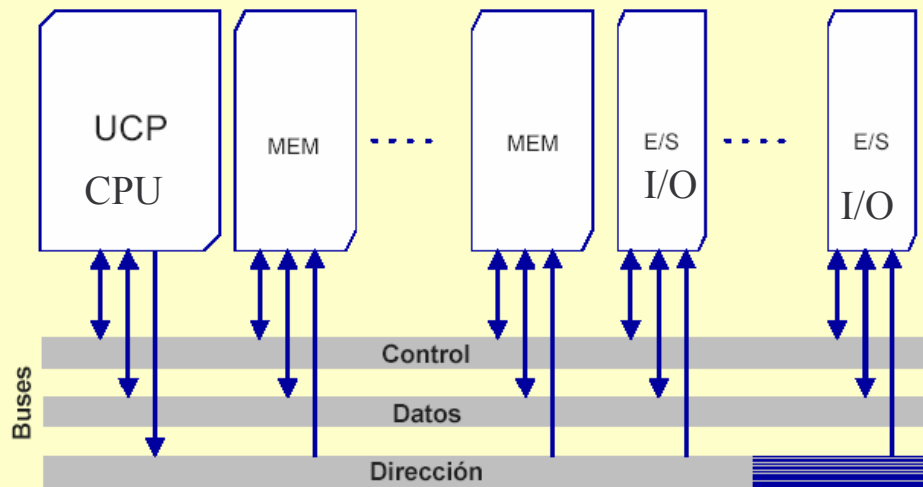 UCP
CPU
MEM
MEM
E/S
I/O
E/S
I/O
Buses
Control
Datos
Dirección